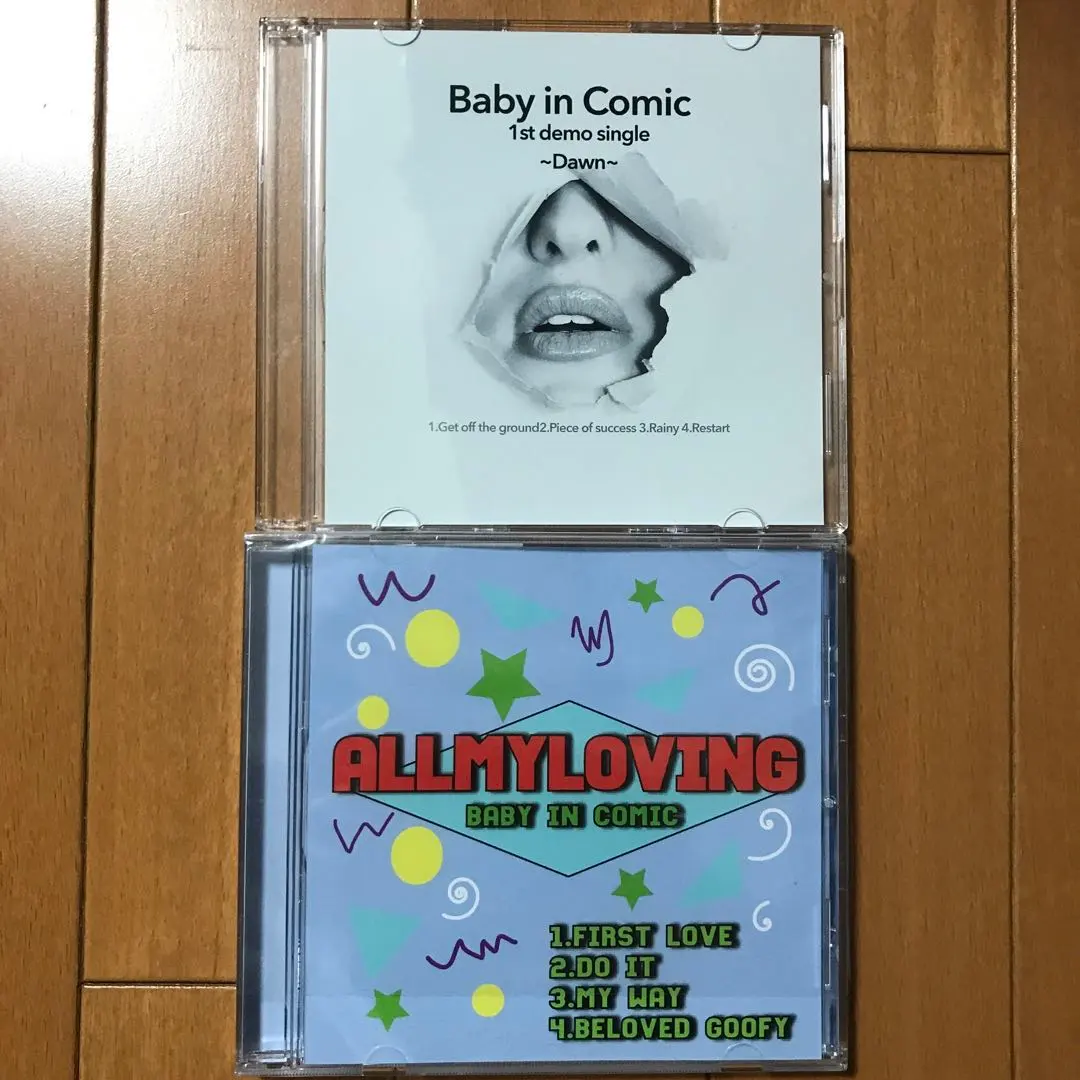 Baby in Comic
1st demo single
~Dawn~
1.Get off the ground2.Piece of success 3.Rainy 4.Restart
ALLMYLOVING
BABY IN COMIC
1.FIRST LOVE
2.DO IT
3.MY WAY
4.BELOVED GOOFY